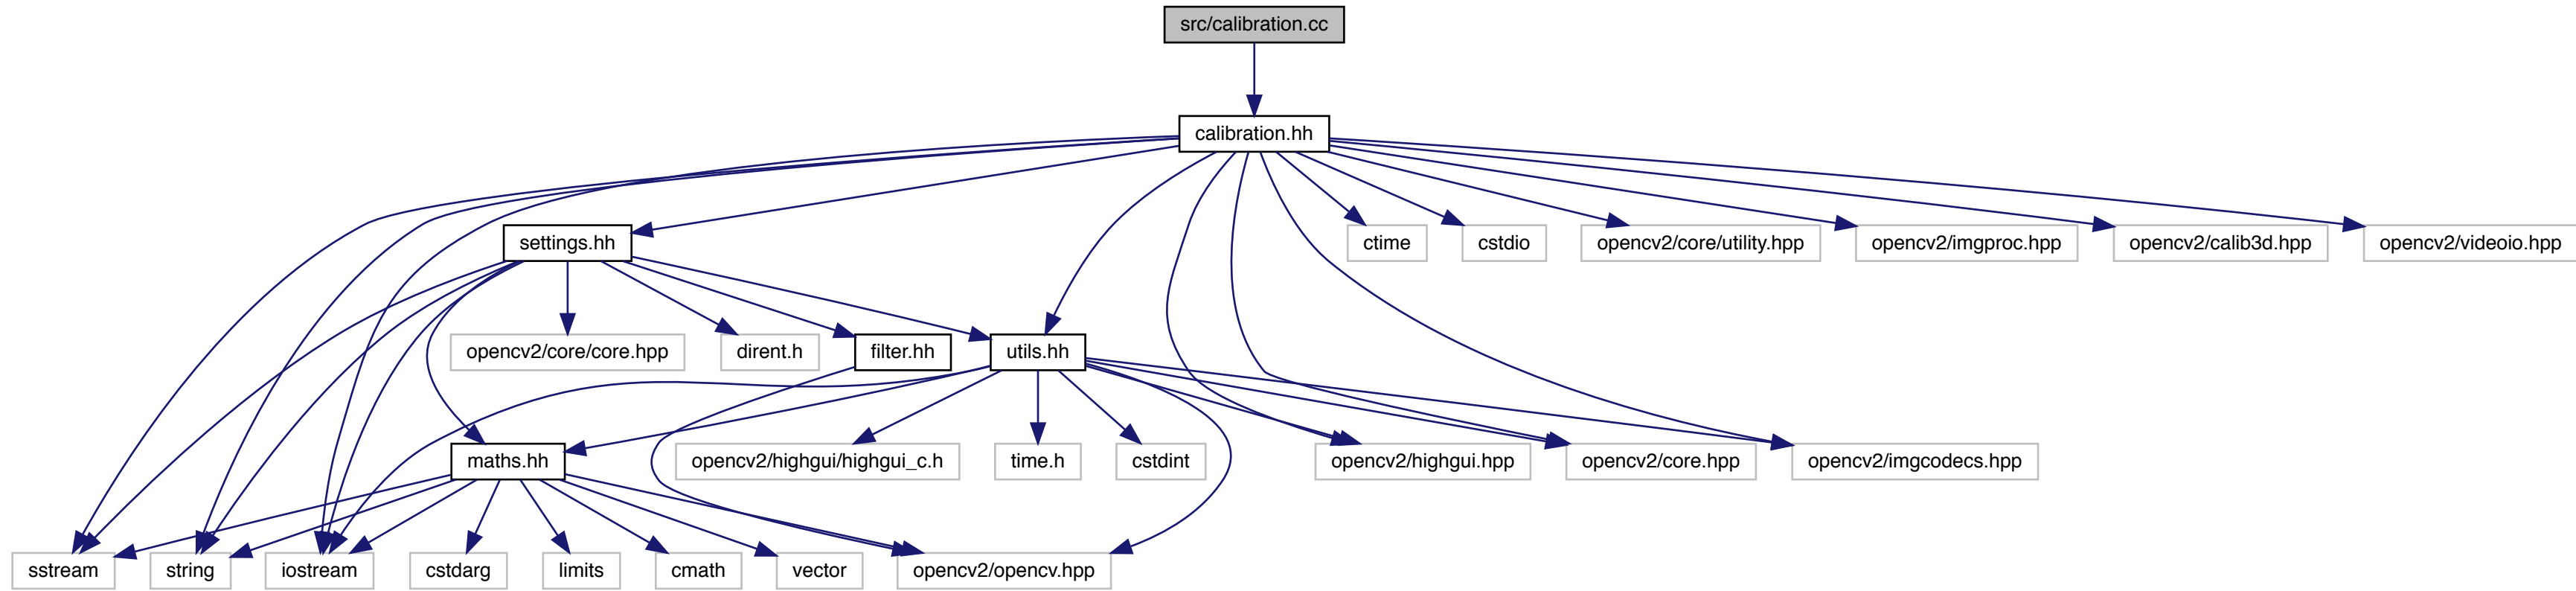 src/calibration.cc
calibration.hh
settings.hh
ctime
cstdio
opencv2/core/utility.hpp
opencv2/imgproc.hpp
opencv2/calib3d.hpp
opencv2/videoio.hpp
opencv2/core/core.hpp
dirent.h
filter.hh
utils.hh
maths.hh
opencv2/highgui/highgui_c.h
time.h
cstdint
opencv2/highgui.hpp
opencv2/core.hpp
opencv2/imgcodecs.hpp
sstream
string
iostream
cstdarg
limits
cmath
vector
opencv2/opencv.hpp